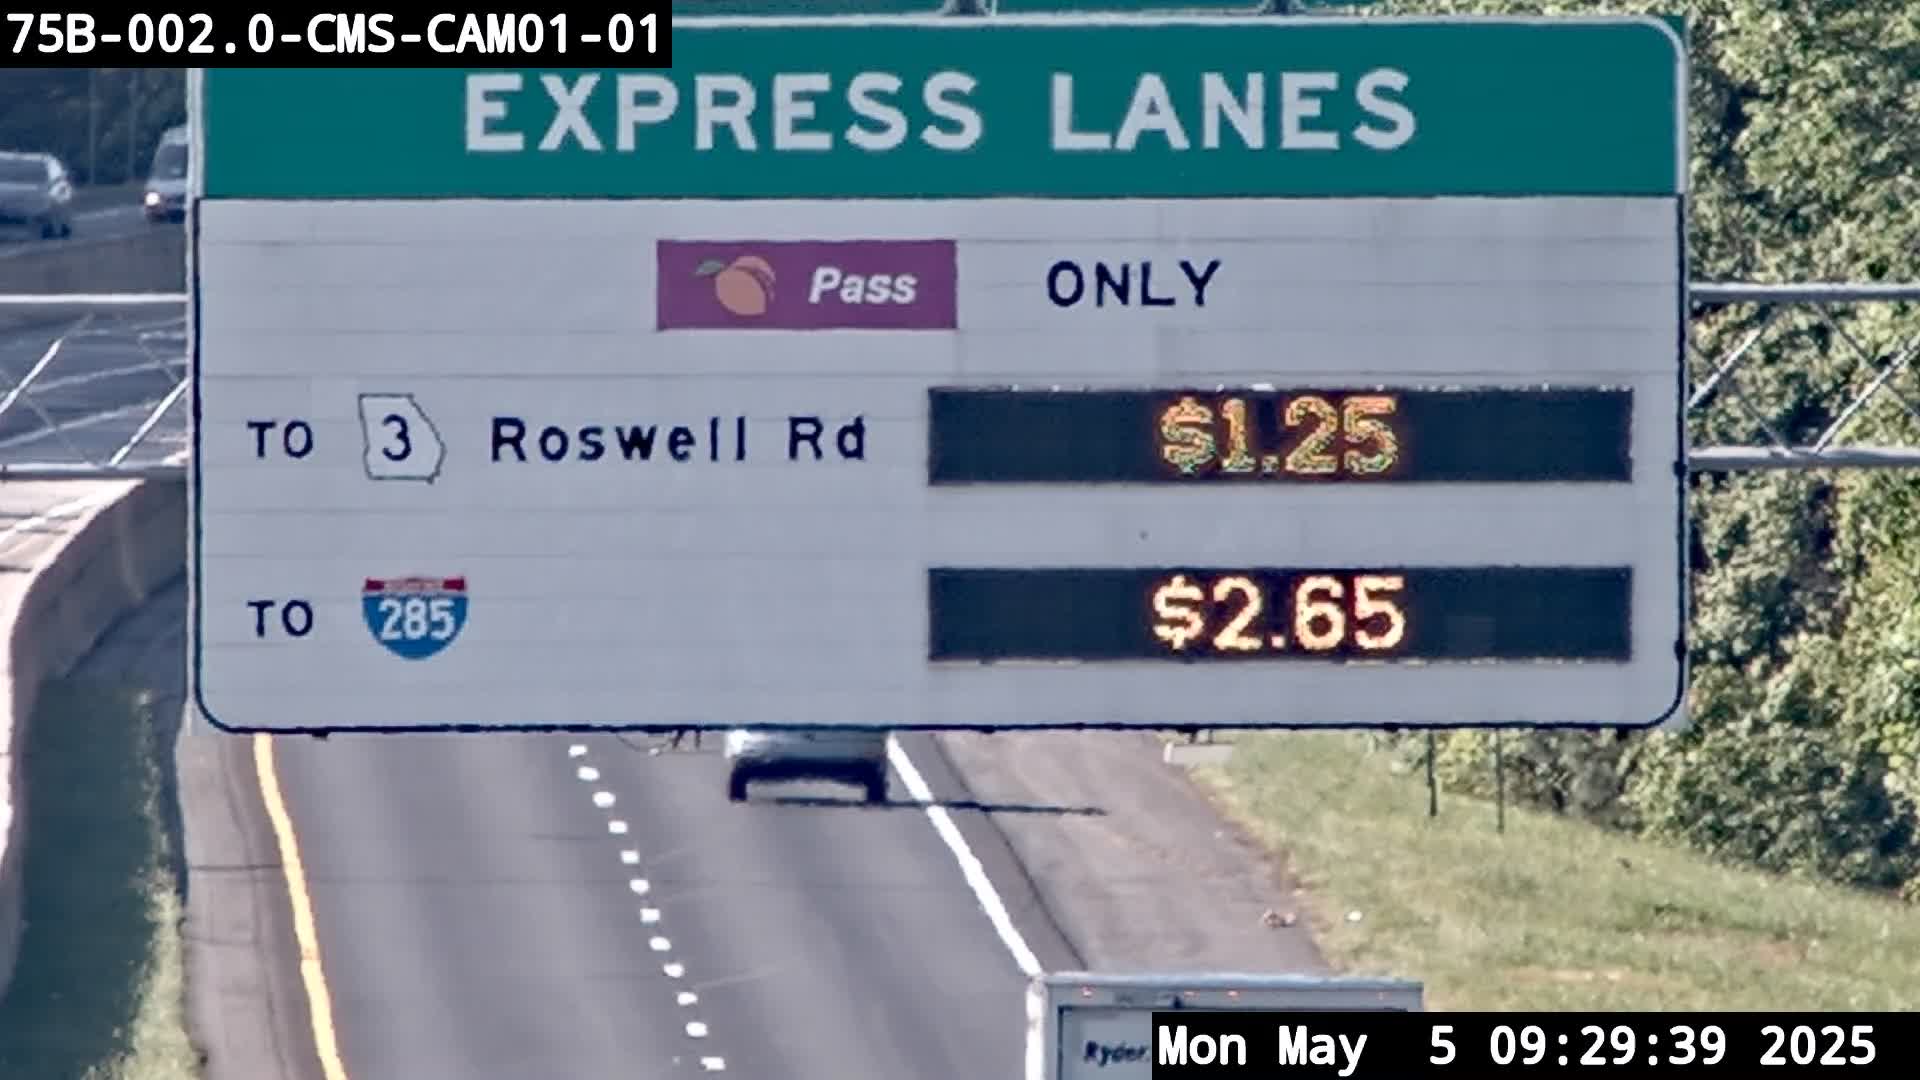 75B-002.0-CMS-CAM01-01
EXPRESS LANES
Pass ONLY
TO 3 Roswell Rd $1.25
TO 285 $2.65
Ryder
Mon May 5 09:29:39 2025